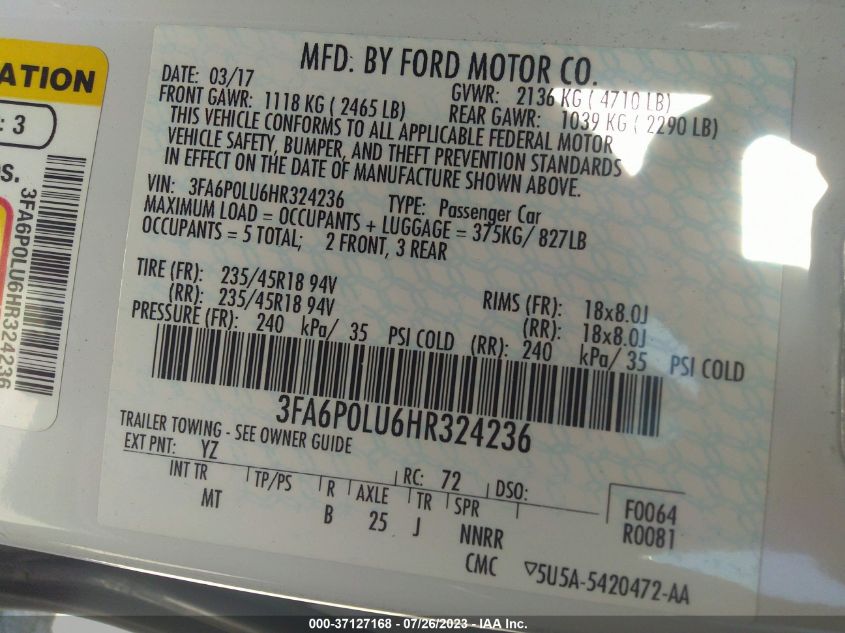 ATION
: 3
OS.
3FA6P0LU6HR324236
MFD. BY FORD MOTOR CO.
DATE: 03/17 GVWR: 2136 KG ( 4710 LB)
FRONT GAWR: 1118 KG ( 2465 LB) REAR GAWR: 1039 KG ( 2290 LB)
THIS VEHICLE CONFORMS TO ALL APPLICABLE FEDERAL MOTOR
VEHICLE SAFETY, BUMPER, AND THEFT PREVENTION STANDARDS
IN EFFECT ON THE DATE OF MANUFACTURE SHOWN ABOVE.
VIN: 3FA6P0LU6HR324236 TYPE: Passenger Car
MAXIMUM LOAD = OCCUPANTS + LUGGAGE = 375KG/ 827LB
OCCUPANTS = 5 TOTAL; 2 FRONT, 3 REAR
TIRE (FR): 235/45R18 94V RIMS (FR): 18x8.0J
(RR): 235/45R18 94V (RR): 18x8.0J
PRESSURE (FR): 240 kPa/ 35 PSI COLD (RR): 240 kPa/ 35 PSI COLD
3FA6P0LU6HR324236
TRAILER TOWING - SEE OWNER GUIDE
EXT PNT: YZ RC: 72 DSO:
INT TR TP/PS R AXLE TR SPR F0064
MT B 25 J NNRR R0081
CMC ▽5U5A-5420472-AA
000-37127168 - 07/26/2023 - IAA Inc.